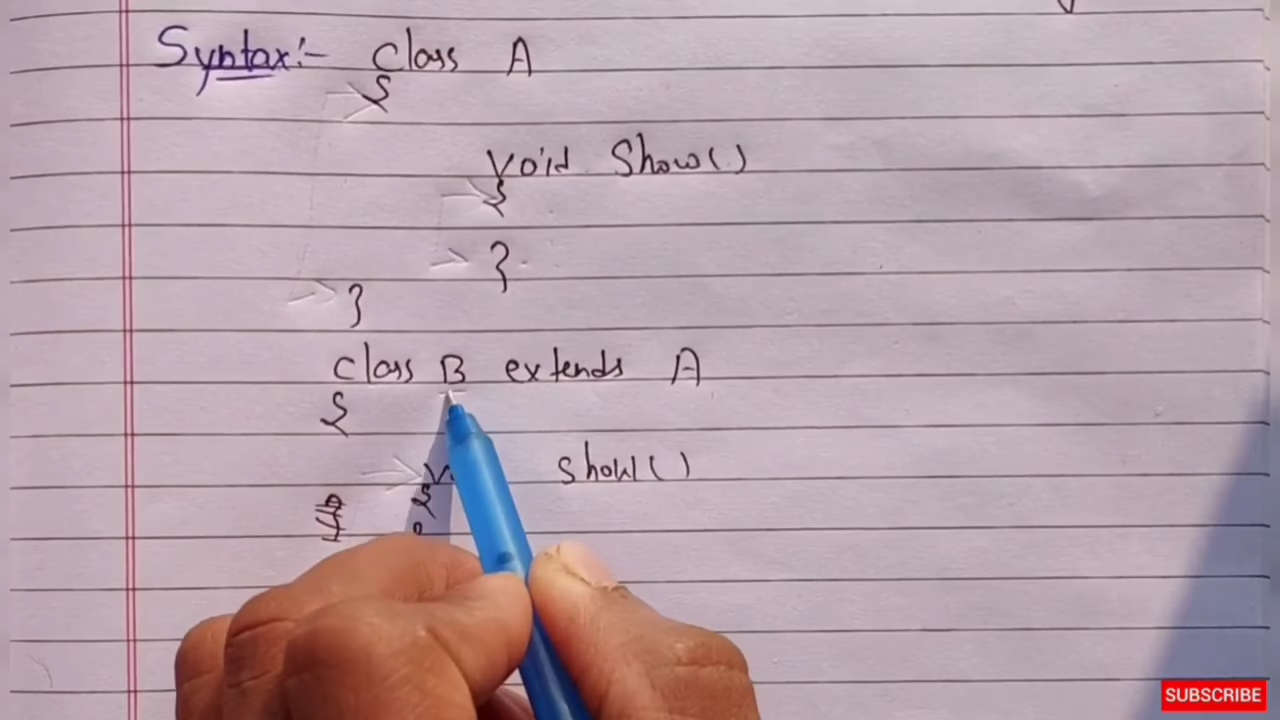 Syntax:- class A
{
void Show()
{
}
}
class B extends A
{
show()
{
SUBSCRIBE